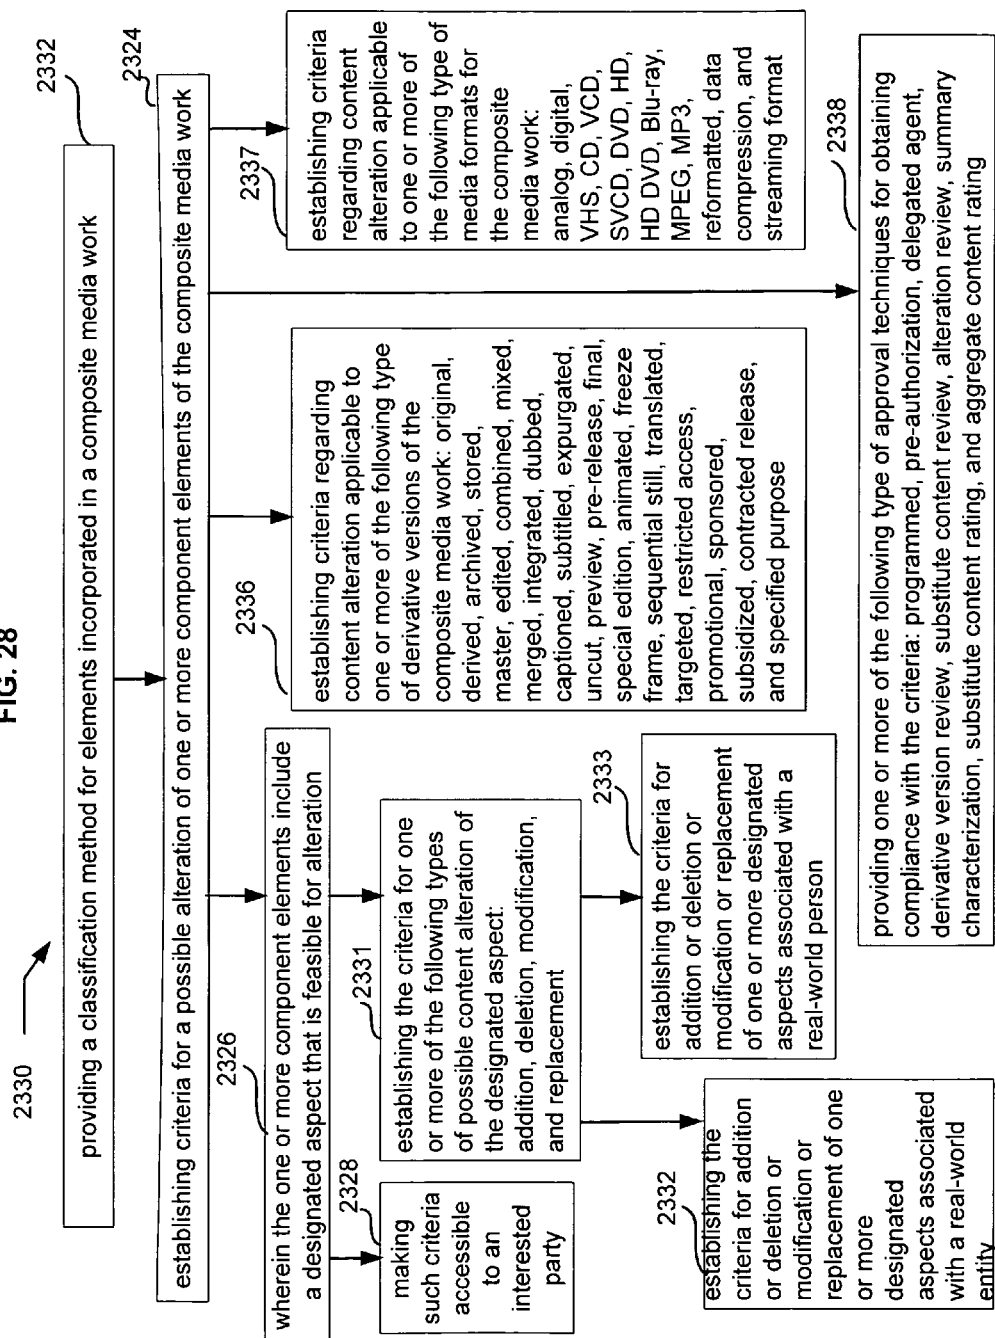 FIG. 28
2330
2332
providing a classification method for elements incorporated in a composite media work
2324
establishing criteria for a possible alteration of one or more component elements of the composite media work
2326
wherein the one or more component elements include
a designated aspect that is feasible for alteration
2328
making
such criteria
accessible
to an
interested
party
2331
establishing the criteria for one
or more of the following types
of possible content alteration of
the designated aspect:
addition, deletion, modification,
and replacement
2332
establishing the
criteria for addition
or deletion or
modification or
replacement of one
or more
designated
aspects associated
with a real-world
entity
2333
establishing the criteria for
addition or deletion or
modification or replacement
of one or more designated
aspects associated with a
real-world person
2336
establishing criteria regarding
content alteration applicable to
one or more of the following type
of derivative versions of the
composite media work: original,
derived, archived, stored,
master, edited, combined, mixed,
merged, integrated, dubbed,
captioned, subtitled, expurgated,
uncut, preview, pre-release, final,
special edition, animated, freeze
frame, sequential still, translated,
targeted, restricted access,
promotional, sponsored,
subsidized, contracted release,
and specified purpose
2337
establishing criteria
regarding content
alteration applicable
to one or more of
the following type of
media formats for
the composite
media work:
analog, digital,
VHS, CD, VCD,
SVCD, DVD, HD,
HD DVD, Blu-ray,
MPEG, MP3,
reformatted, data
compression, and
streaming format
2338
providing one or more of the following type of approval techniques for obtaining
compliance with the criteria: programmed, pre-authorization, delegated agent,
derivative version review, substitute content review, alteration review, summary
characterization, substitute content rating, and aggregate content rating